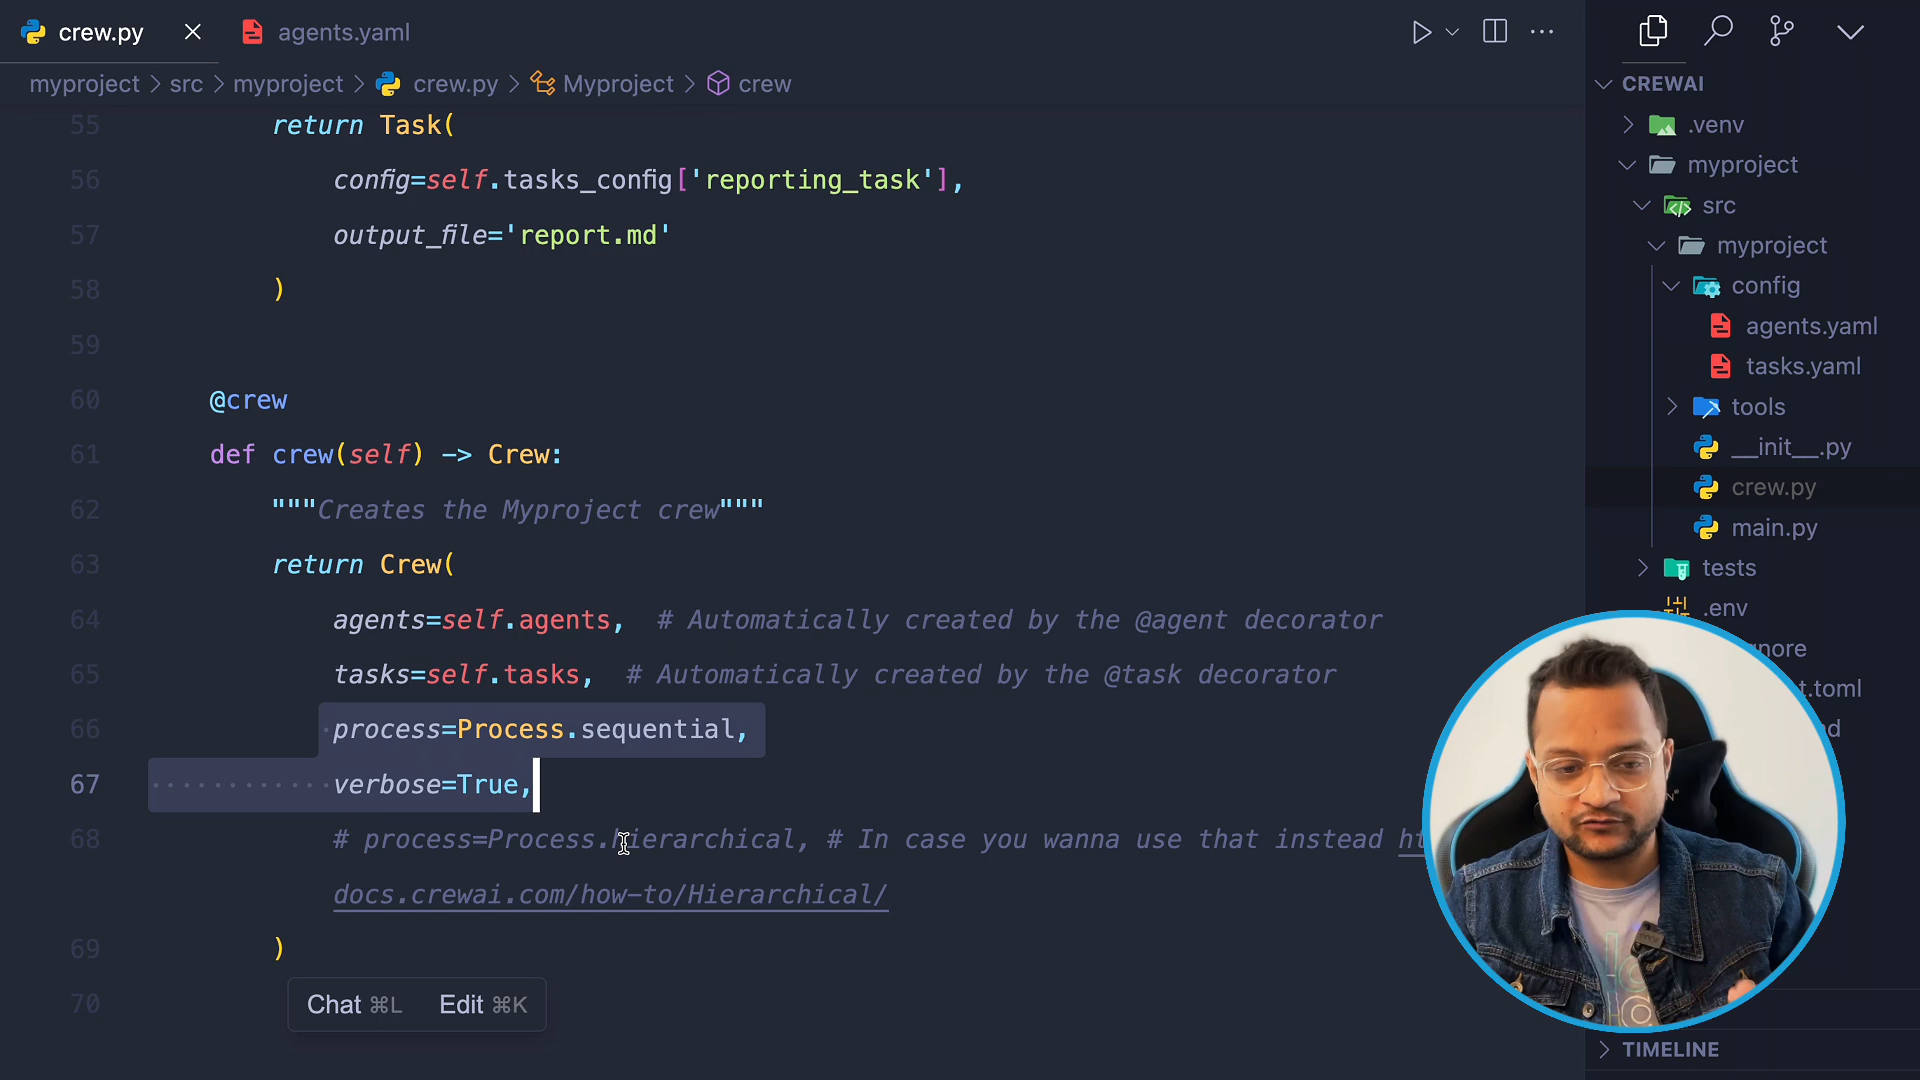 crew.py
agents.yaml
myproject > src > myproject > crew.py > Myproject > crew
55 return Task(
56 config=self.tasks_config['reporting_task'],
57 output_file='report.md'
58 )
59
60 @crew
61 def crew(self) -> Crew:
62 """Creates the Myproject crew"""
63 return Crew(
64 agents=self.agents, # Automatically created by the @agent decorator
65 tasks=self.tasks, # Automatically created by the @task decorator
66 process=Process.sequential,
67 verbose=True,
68 # process=Process.hierarchical, # In case you wanna use that instead ht
docs.crewai.com/how-to/Hierarchical/
69 )
70
Chat ⌘L Edit ⌘K
CREWAI
.venv
myproject
src
myproject
config
agents.yaml
tasks.yaml
tools
__init__.py
crew.py
main.py
tests
.env
nore
t.toml
d
TIMELINE